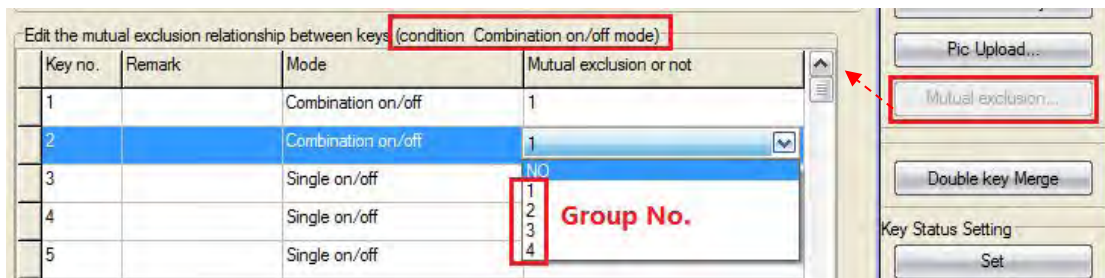 Edit the mutual exclusion relationship between keys (condition  Combination on/off mode)
Key no. Remark Mode Mutual exclusion or not
1 Combination on/off 1
2 Combination on/off 1
3 Single on/off NO
1
4 Single on/off 2
3
5 Single on/off 4
Group No.
Pic Upload...
Mutual exclusion...
Double key Merge
Key Status Setting
Set